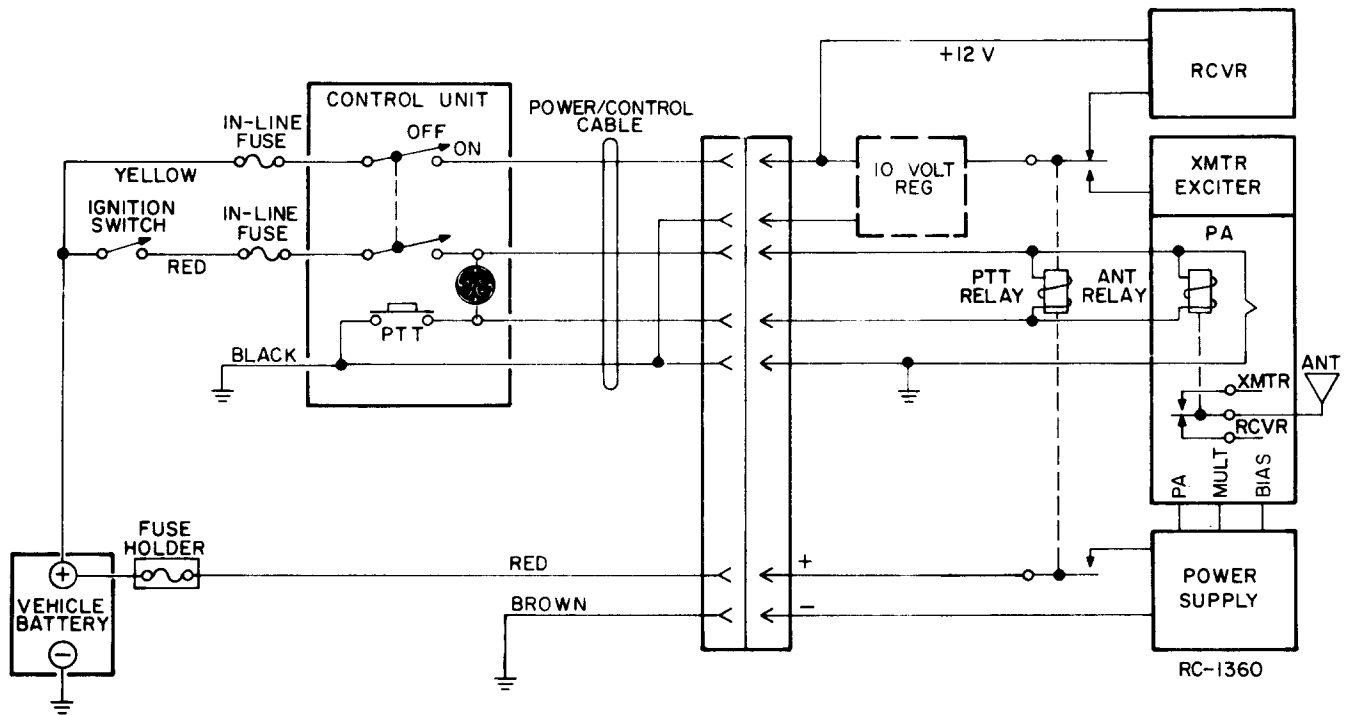 RCVR
+12 V
CONTROL UNIT
POWER/CONTROL
CABLE
IN-LINE
FUSE
OFF
ON
YELLOW
10 VOLT
REG
XMTR
EXCITER
IGNITION
SWITCH
IN-LINE
FUSE
RED
PA
PTT
RELAY
ANT
RELAY
PTT
BLACK
ANT
XMTR
RCVR
PA
MULT
BIAS
FUSE
HOLDER
RED
+
BROWN
−
+
VEHICLE
BATTERY
−
POWER
SUPPLY
RC-1360